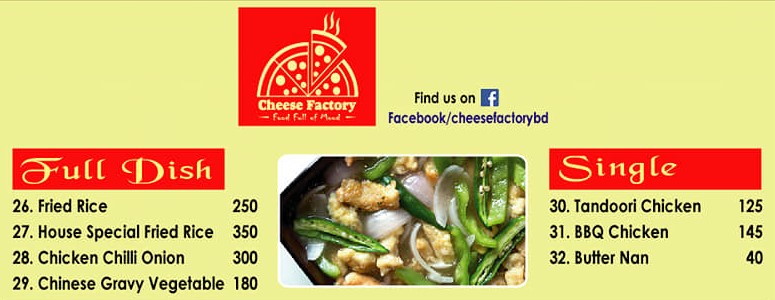 Cheese Factory
Food Full of Mood
Find us on f
Facebook/cheesefactorybd
Full Dish
26. Fried Rice 250
27. House Special Fried Rice 350
28. Chicken Chilli Onion 300
29. Chinese Gravy Vegetable 180
Single
30. Tandoori Chicken 125
31. BBQ Chicken 145
32. Butter Nan 40